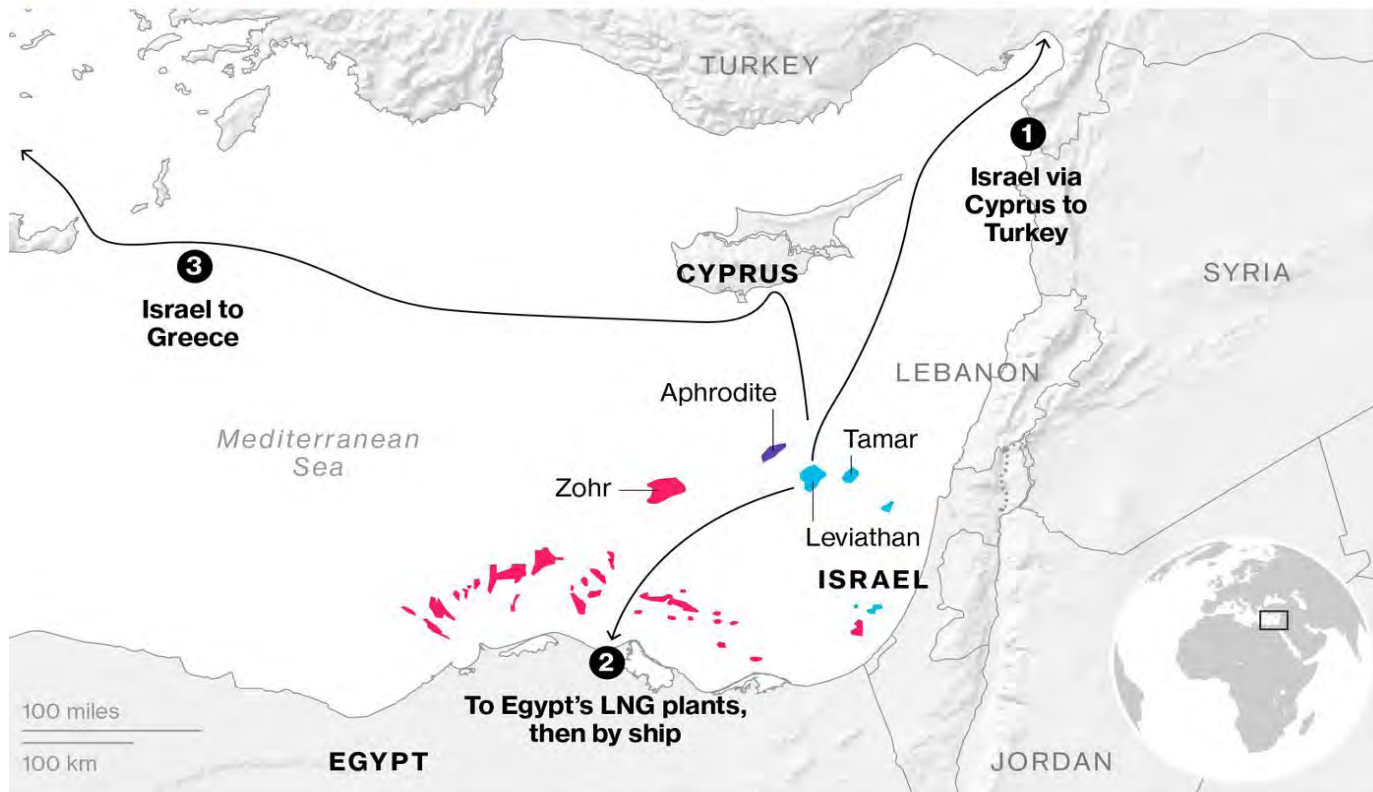 TURKEY
1
Israel via
Cyprus to
Turkey
CYPRUS
SYRIA
3
Israel to
Greece
LEBANON
Aphrodite
Mediterranean
Sea
Tamar
Zohr
Leviathan
ISRAEL
2
To Egypt's LNG plants,
then by ship
100 miles
100 km
EGYPT
JORDAN